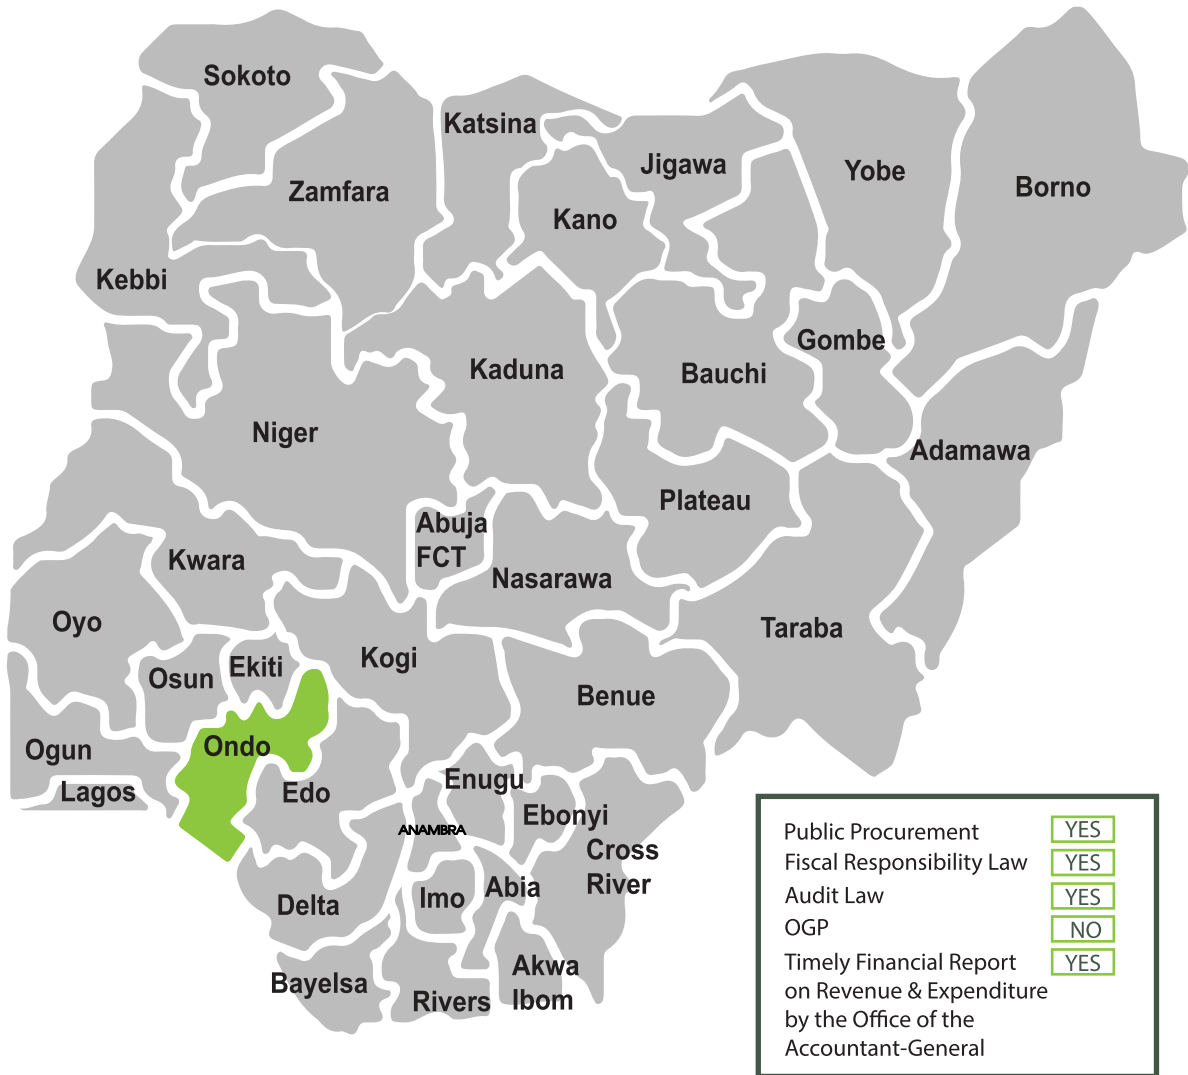 Sokoto
Katsina
Jigawa
Yobe
Borno
Zamfara
Kano
Kebbi
Gombe
Kaduna
Bauchi
Niger
Adamawa
Plateau
Abuja
FCT
Kwara
Nasarawa
Oyo
Taraba
Kogi
Ekiti
Osun
Benue
Ondo
Ogun
Enugu
Lagos
Edo
Ebonyi
ANAMBRA
Cross
River
Abia
Imo
Delta
Akwa
Ibom
Bayelsa
Rivers
Public Procurement YES
Fiscal Responsibility Law YES
Audit Law YES
OGP NO
Timely Financial Report YES
on Revenue & Expenditure
by the Office of the
Accountant-General